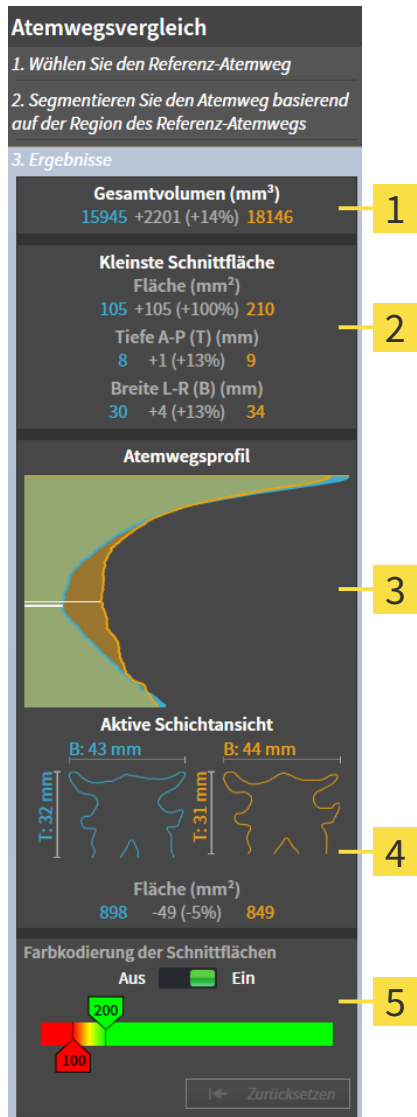 Atemwegsvergleich
1. Wählen Sie den Referenz-Atemweg
2. Segmentieren Sie den Atemweg basierend
auf der Region des Referenz-Atemwegs
3. Ergebnisse
Gesamtvolumen (mm³)
15945 +2201 (+14%) 18146
1
Kleinste Schnittfläche
Fläche (mm²)
105 +105 (+100%) 210
Tiefe A-P (T) (mm)
8 +1 (+13%) 9
Breite L-R (B) (mm)
30 +4 (+13%) 34
2
Atemwegsprofil
3
Aktive Schichtansicht
B: 43 mm B: 44 mm
T: 32 mm T: 31 mm
4
Fläche (mm²)
898 -49 (-5%) 849
Farbkodierung der Schnittflächen
Aus Ein
5
200
100
Zurücksetzen